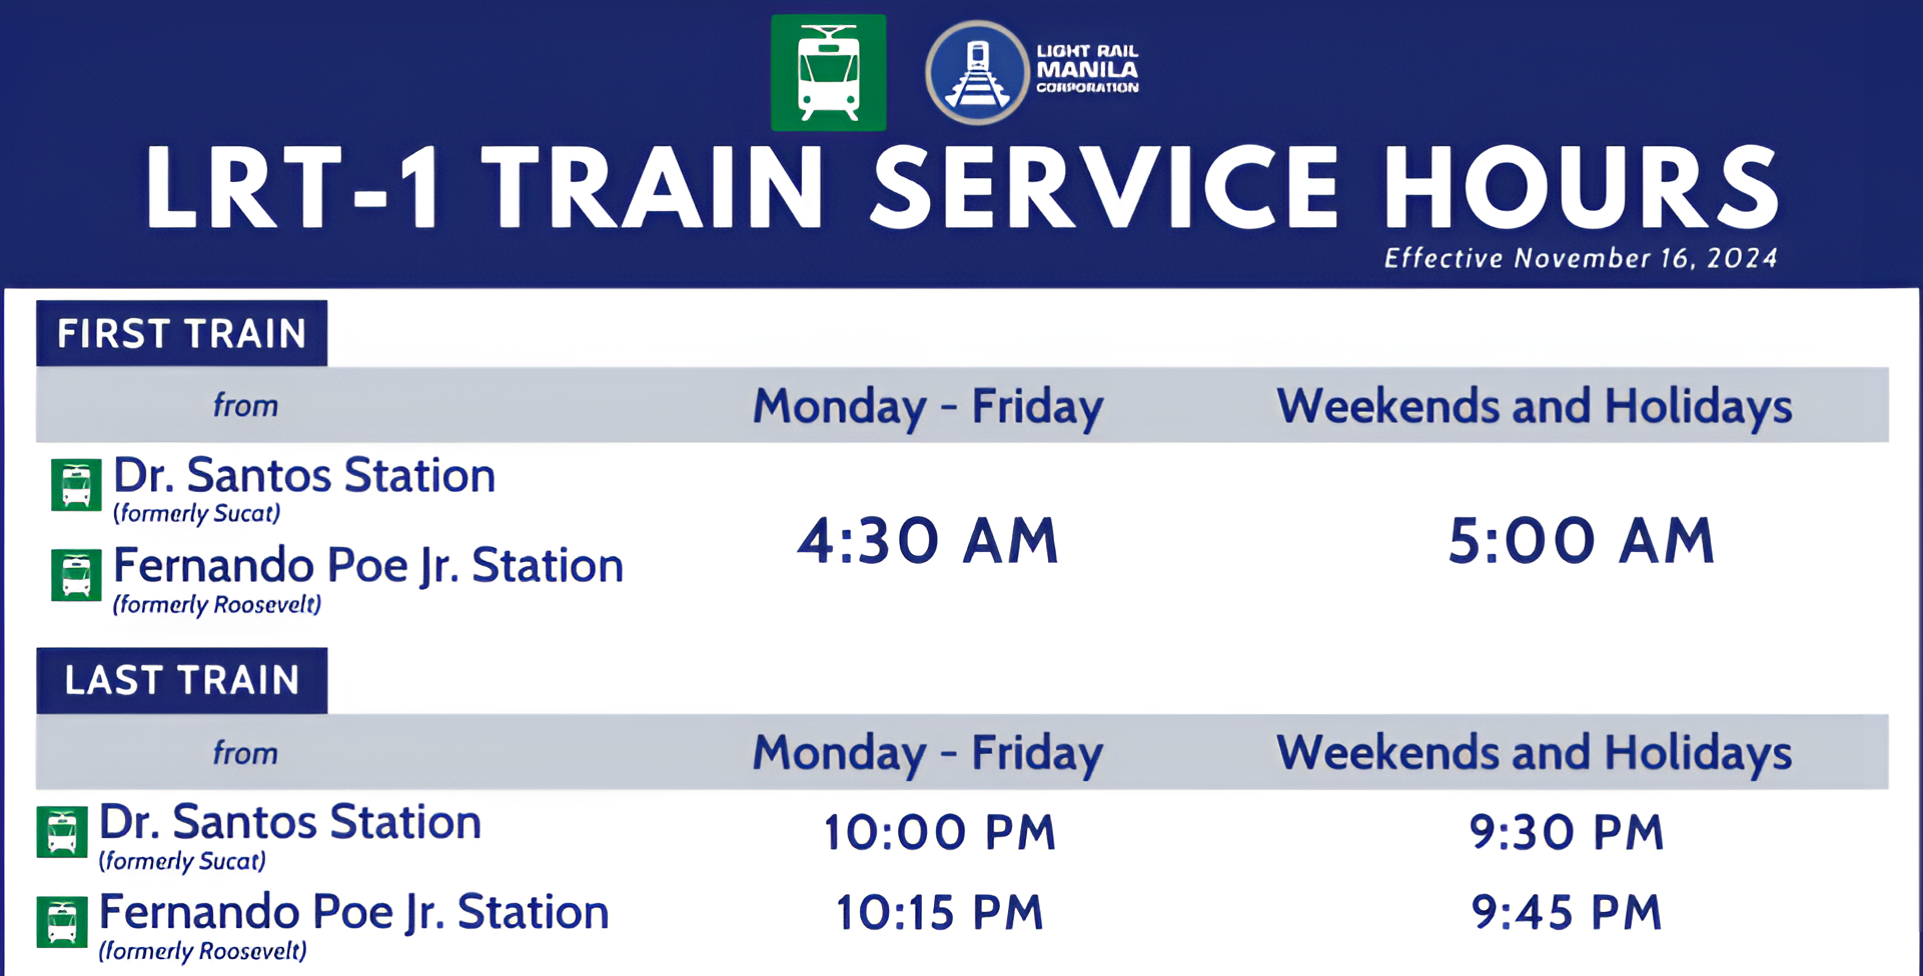 LIGHT RAIL
MANILA
CORPORATION
LRT-1 TRAIN SERVICE HOURS
Effective November 16, 2024
FIRST TRAIN
from Monday - Friday Weekends and Holidays
Dr. Santos Station
(formerly Sucat)
4:30 AM 5:00 AM
Fernando Poe Jr. Station
(formerly Roosevelt)
LAST TRAIN
from Monday - Friday Weekends and Holidays
Dr. Santos Station 10:00 PM 9:30 PM
(formerly Sucat)
Fernando Poe Jr. Station 10:15 PM 9:45 PM
(formerly Roosevelt)